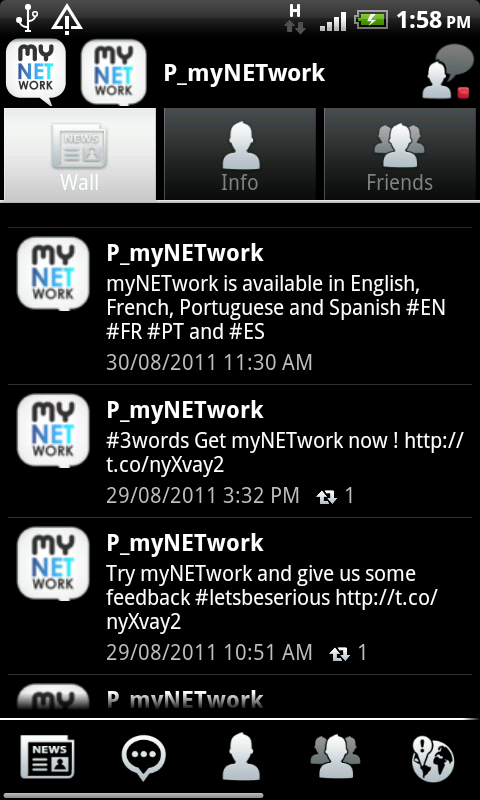 H
1:58 PM
my
NET
WORK
my
NET
WORK
P_myNETwork
NEWS
Wall
Info
Friends
my
NET
WORK
P_myNETwork
myNETwork is available in English,
French, Portuguese and Spanish #EN
#FR #PT and #ES
30/08/2011 11:30 AM
my
NET
WORK
P_myNETwork
#3words Get myNETwork now ! http://
t.co/nyXvay2
29/08/2011 3:32 PM 1
my
NET
WORK
P_myNETwork
Try myNETwork and give us some
feedback #letsbeserious http://t.co/
nyXvay2
29/08/2011 10:51 AM 1
my
P_myNETwork
NEWS